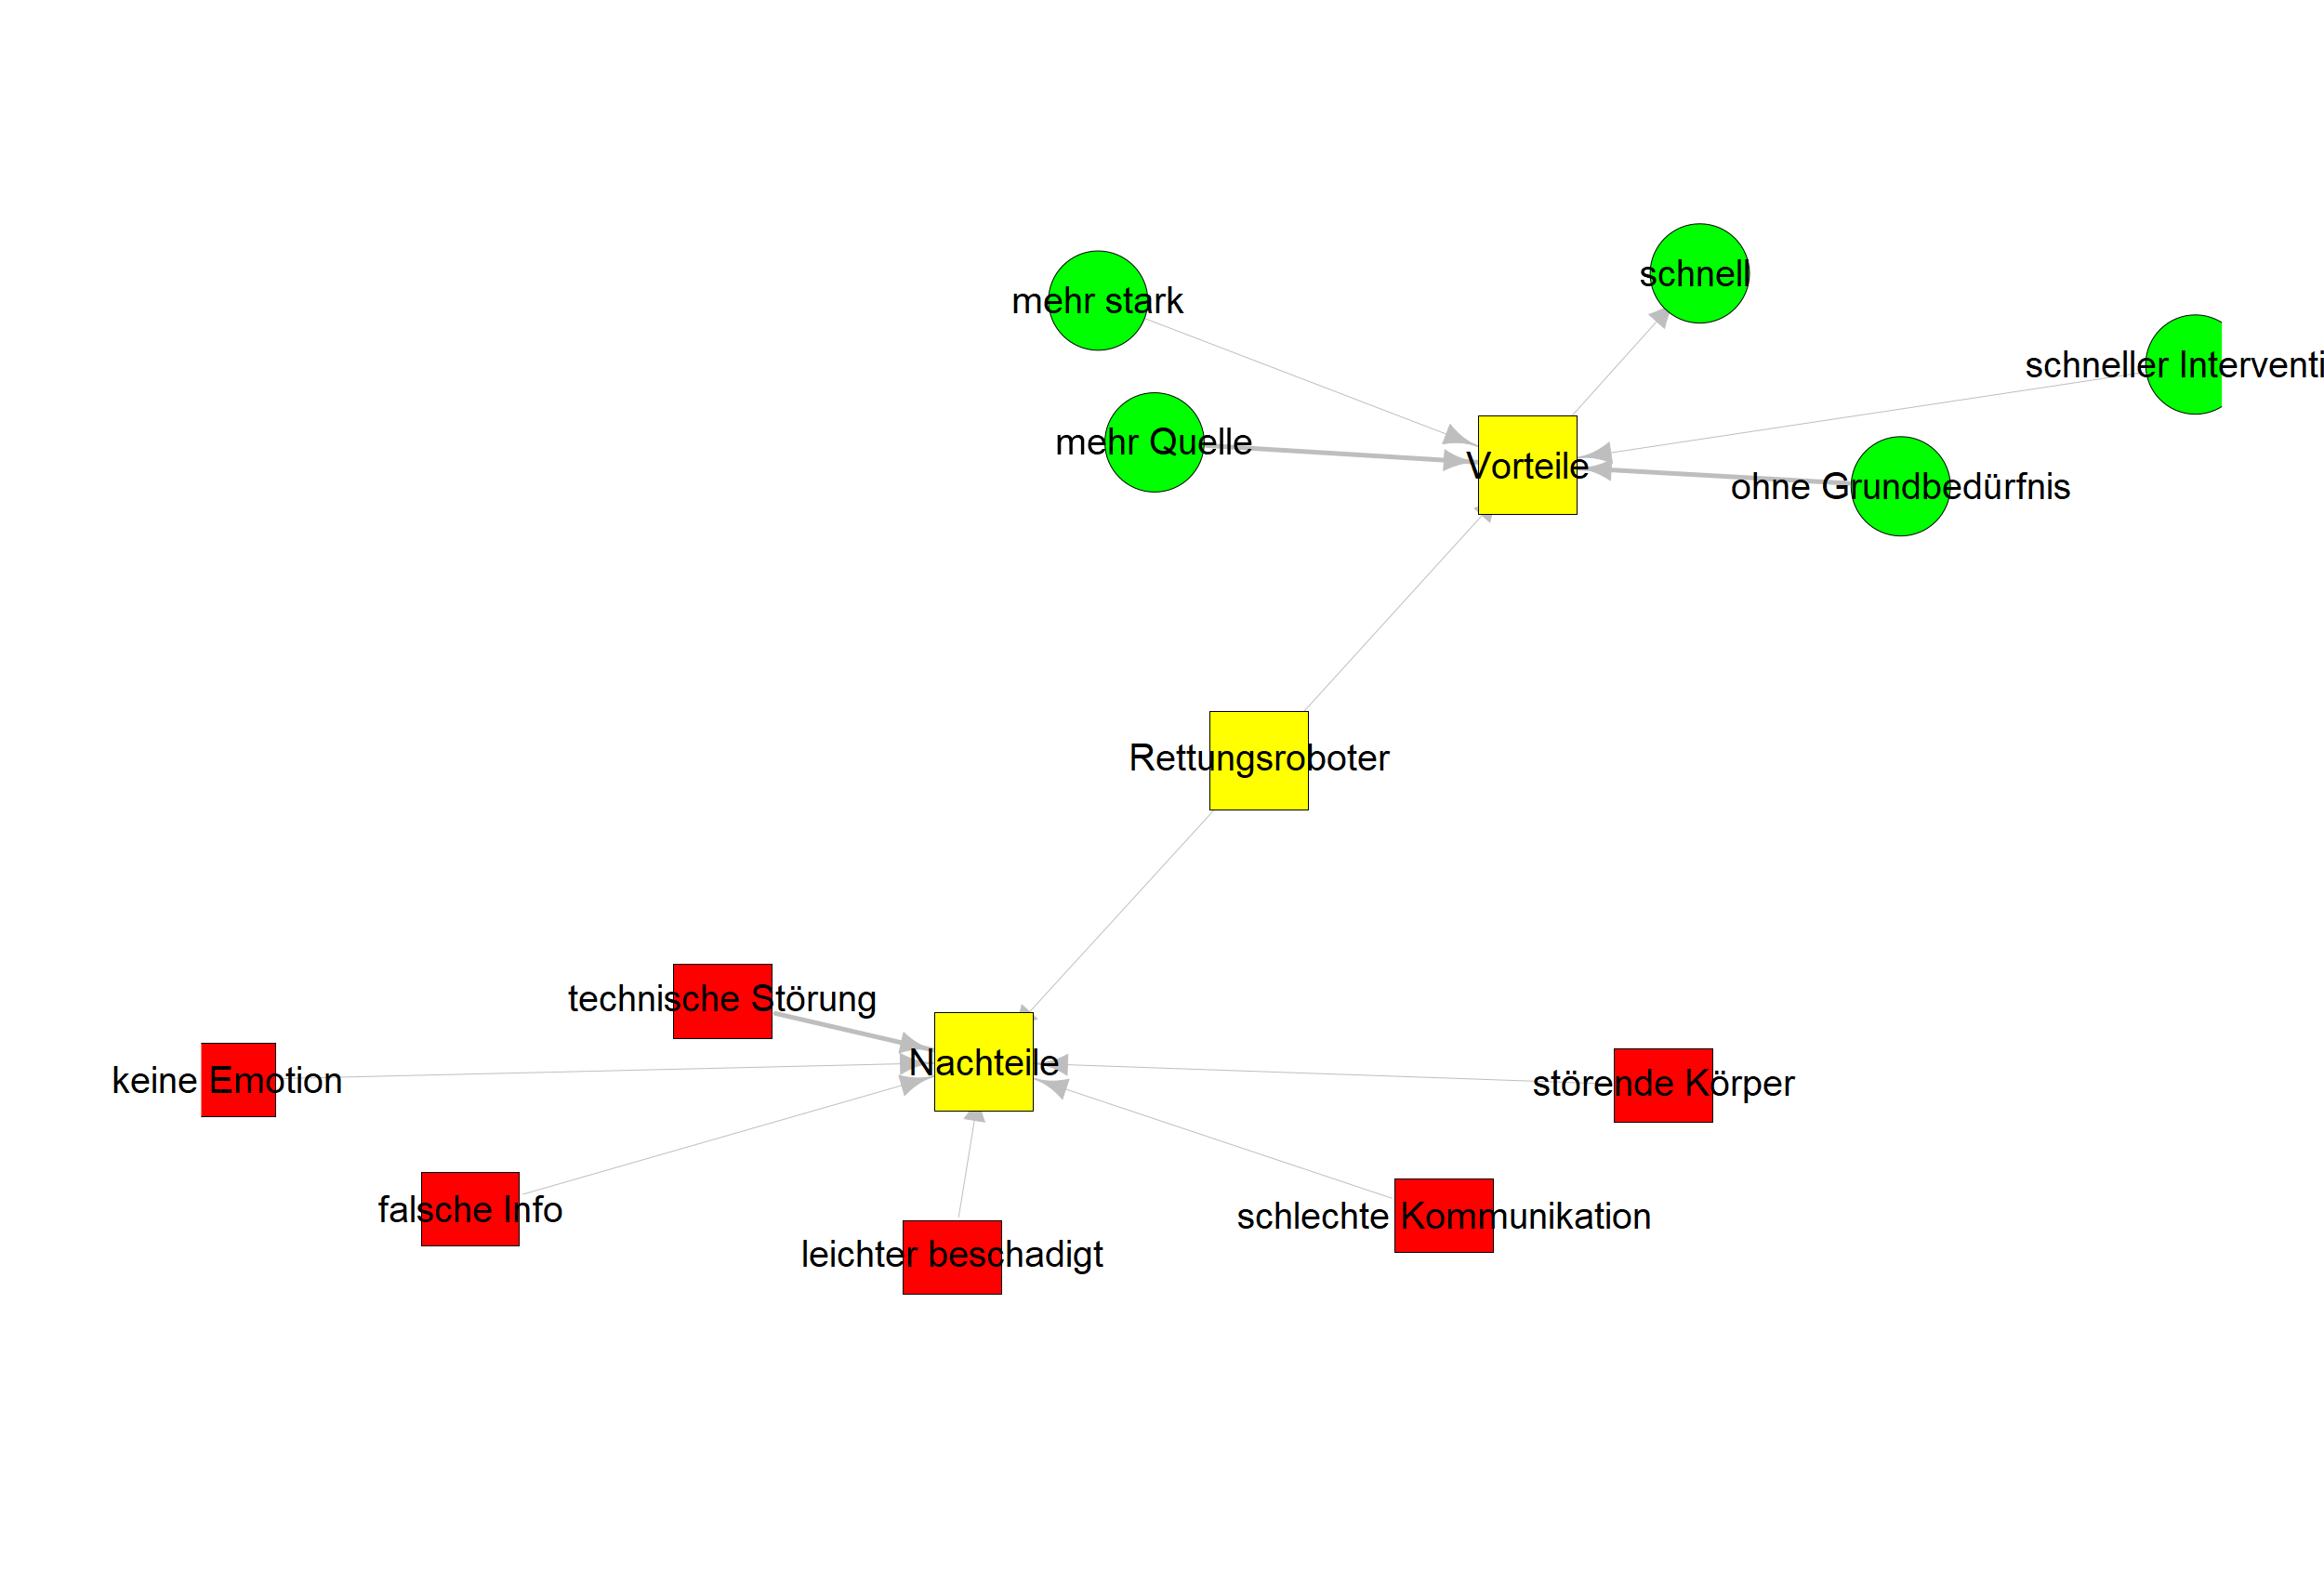 schnell
mehr stark
schneller Interventi
mehr Quelle
Vorteile
ohne Grundbedürfnis
Rettungsroboter
technische Störung
Nachteile
keine Emotion
störende Körper
falsche Info
schlechte Kommunikation
leichter beschadigt